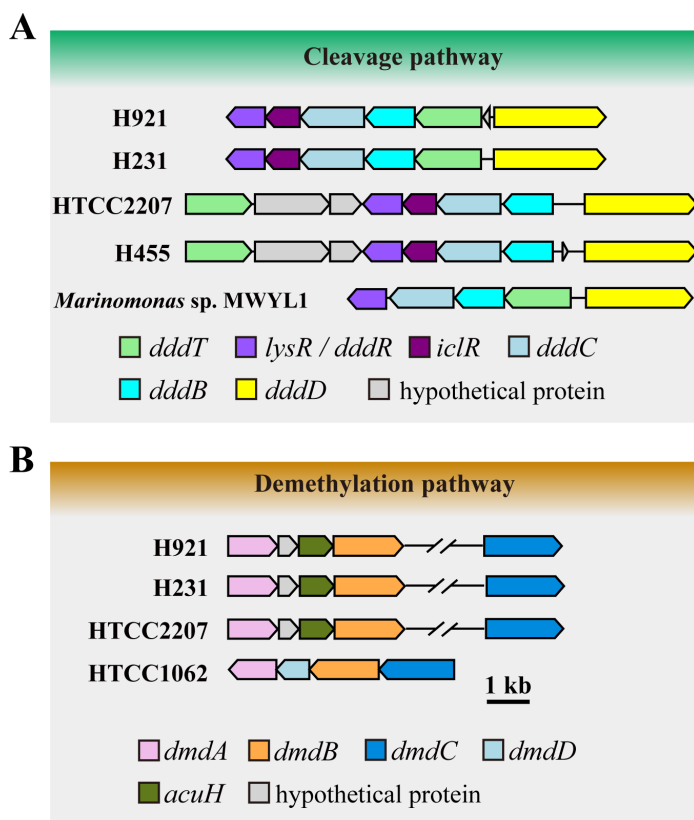 A
Cleavage pathway
H921
H231
HTCC2207
H455
Marinomonas sp. MWYL1
dddT lysR / dddR iclR dddC
dddB dddD hypothetical protein
B
Demethylation pathway
H921
H231
HTCC2207
HTCC1062
1 kb
dmdA dmdB dmdC dmdD
acuH hypothetical protein